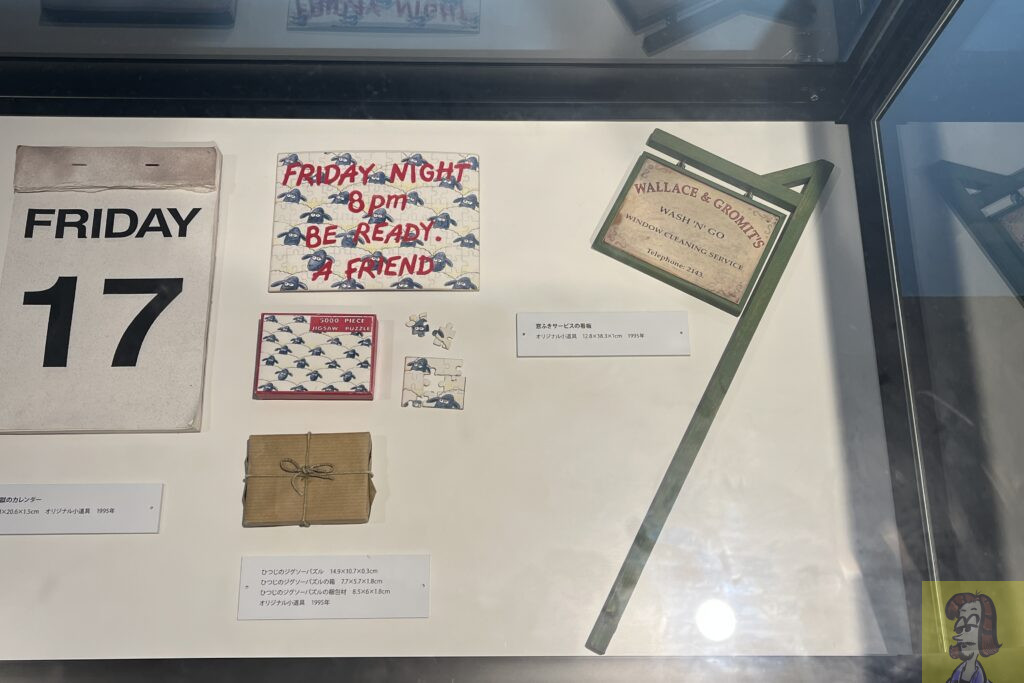 FRIDAY
17
FRIDAY NIGHT
8pm
BE READY.
A FRIEND
5000 PIECE
JIGSAW PUZZLE
WALLACE & GROMIT'S
WASH 'N' GO
WINDOW CLEANING SERVICE
Telephone: 2143.
窓ふきサービスの看板
オリジナル小道具 12.8×38.3×1cm 1995年
のカレンダー
×20.6×1.5cm オリジナル小道具 1995年
ひつじのジグソーパズル 14.9×10.7×0.3cm
ひつじのジグソーパズルの箱 7.7×5.7×1.8cm
ひつじのジグソーパズルの梱包材 8.5×6×1.8cm
オリジナル小道具 1995年